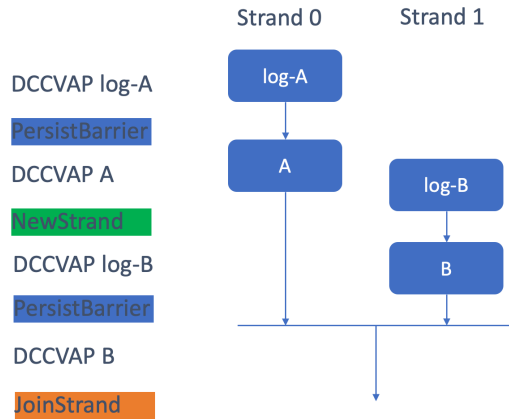 Strand 0
Strand 1
DCCVAP log-A
PersistBarrier
DCCVAP A
NewStrand
DCCVAP log-B
PersistBarrier
DCCVAP B
JoinStrand
log-A
A
log-B
B